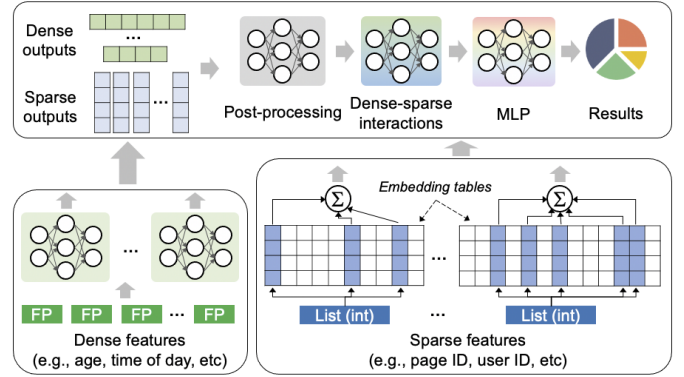 Dense
outputs
...
Sparse
outputs
...
Post-processing
Dense-sparse
interactions
MLP
Results
...
FP FP FP ... FP
Dense features
(e.g., age, time of day, etc)
Σ
Embedding tables
Σ
...
List (int)
...
List (int)
Sparse features
(e.g., page ID, user ID, etc)